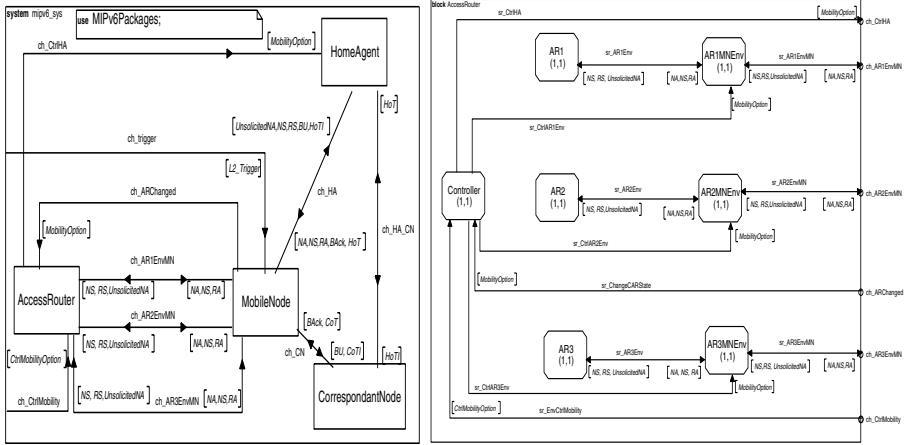 system mipv6_sys
use MIPv6Packages;
ch_CtrlHA
[MobilityOption]
HomeAgent
[HoT]
[UnsolicitedNA,NS,RS,BU,HoTI]
ch_trigger
[L2_Trigger]
ch_HA
ch_ARChanged
[MobilityOption]
ch_HA_CN
[NA,NS,RA,BAck, HoT]
ch_AR1EnvMN
AccessRouter
[NS, RS,UnsolicitedNA]
[NA,NS,RA]
MobileNode
ch_AR2EnvMN
[BAck, CoT]
[NS, RS,UnsolicitedNA]
[NA,NS,RA]
ch_CN
[BU, CoTI]
[HoTI]
[CtrlMobilityOption]
[NS, RS,UnsolicitedNA]
ch_AR3EnvMN
[NA,NS,RA]
CorrespondantNode
ch_CtrlMobility
block AccessRouter
sr_CtrlHA
[MobilityOption]
ch_CtrlHA
AR1
(1,1)
sr_AR1Env
[NS, RS,UnsolicitedNA]
[NA,NS,RA]
AR1MNEnv
(1,1)
sr_AR1EnvMN
[NS,RS,UnsolicitedNA]
[NA,NS,RA]
ch_AR1EnvMN
[MobilityOption]
sr_CtrlAR1Env
Controller
(1,1)
AR2
(1,1)
sr_AR2Env
[NS, RS,UnsolicitedNA]
[NA,NS,RA]
AR2MNEnv
(1,1)
sr_AR2EnvMN
[NS, RS,UnsolicitedNA]
[NA,NS,RA]
ch_AR2EnvMN
[MobilityOption]
sr_CtrlAR2Env
[MobilityOption]
sr_ChangeCARState
ch_ARChanged
AR3
(1,1)
sr_AR3Env
[NS, RS, UnsolicitedNA]
[NA, NS, RA]
AR3MNEnv
(1,1)
sr_AR3EnvMN
[NS,RS, UnsolicitedNA]
[NA,NS,RA]
ch_AR3EnvMN
[MobilityOption]
sr_CtrlAR3Env
[CtrlMobilityOption]
sr_EnvCtrlMobility
ch_CtrlMobility